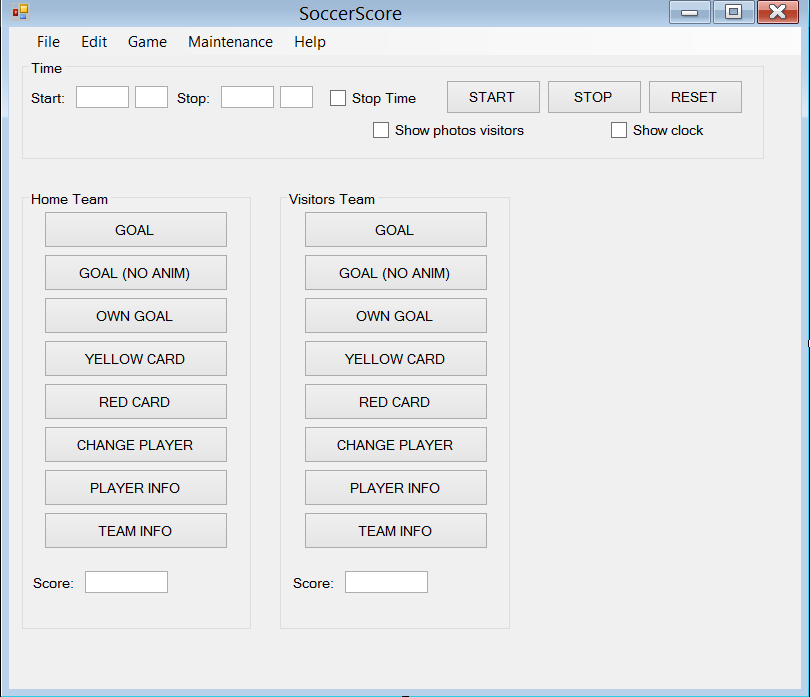 SoccerScore
File Edit Game Maintenance Help
Time
Start: Stop: Stop Time START STOP RESET
Show photos visitors Show clock
Home Team
GOAL
GOAL (NO ANIM)
OWN GOAL
YELLOW CARD
RED CARD
CHANGE PLAYER
PLAYER INFO
TEAM INFO
Score:
Visitors Team
GOAL
GOAL (NO ANIM)
OWN GOAL
YELLOW CARD
RED CARD
CHANGE PLAYER
PLAYER INFO
TEAM INFO
Score: